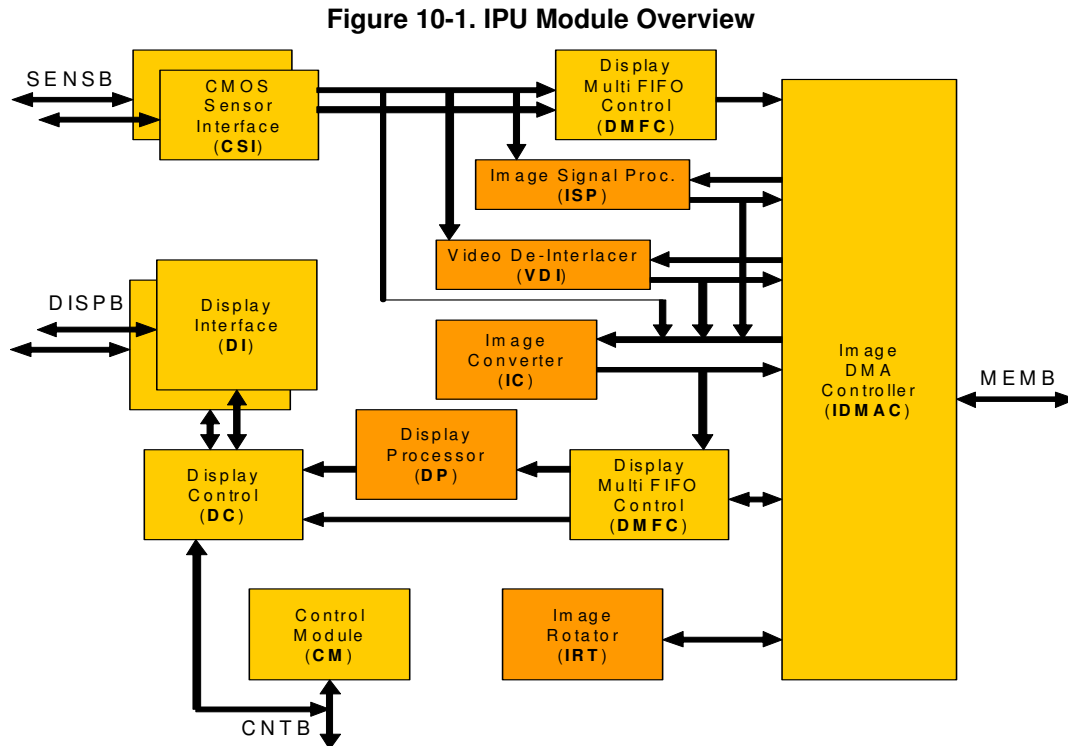 Figure 10-1. IPU Module Overview
SENSB
CMOS
Sensor
Interface
(CSI)
Display
Multi FIFO
Control
(DMFC)
Image Signal Proc.
(ISP)
Video De-Interlacer
(VDI)
DISPB
Display
Interface
(DI)
Image
Converter
(IC)
Image
DMA
Controller
(IDMAC)
MEMB
Display
Processor
(DP)
Display
Control
(DC)
Display
Multi FIFO
Control
(DMFC)
Control
Module
(CM)
Image
Rotator
(IRT)
CNTB